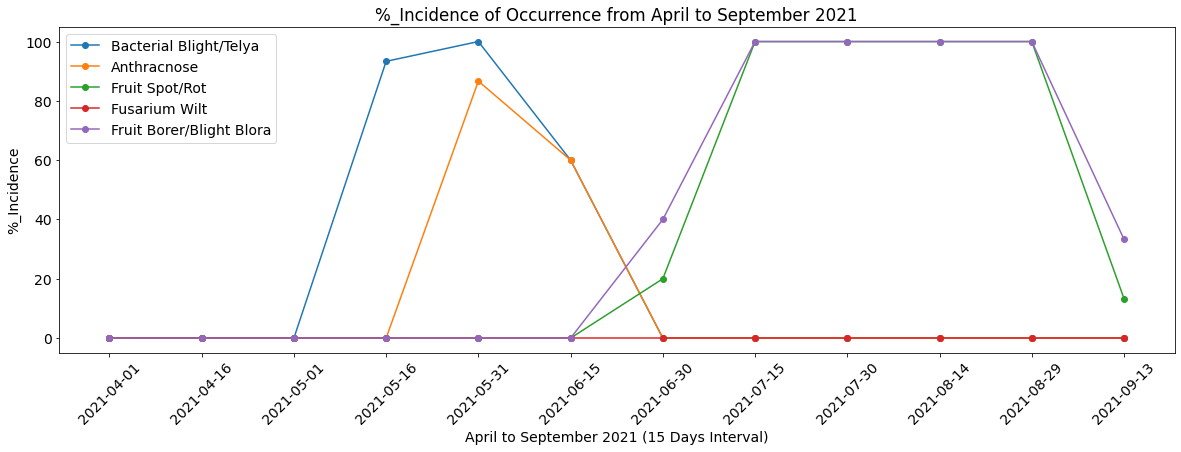 %_Incidence of Occurrence from April to September 2021
Bacterial Blight/Telya
Anthracnose
Fruit Spot/Rot
Fusarium Wilt
Fruit Borer/Blight Blora
%_Incidence
100
80
60
40
20
0
2021-04-01
2021-04-16
2021-05-01
2021-05-16
2021-05-31
2021-06-15
2021-06-30
2021-07-15
2021-07-30
2021-08-14
2021-08-29
2021-09-13
April to September 2021 (15 Days Interval)